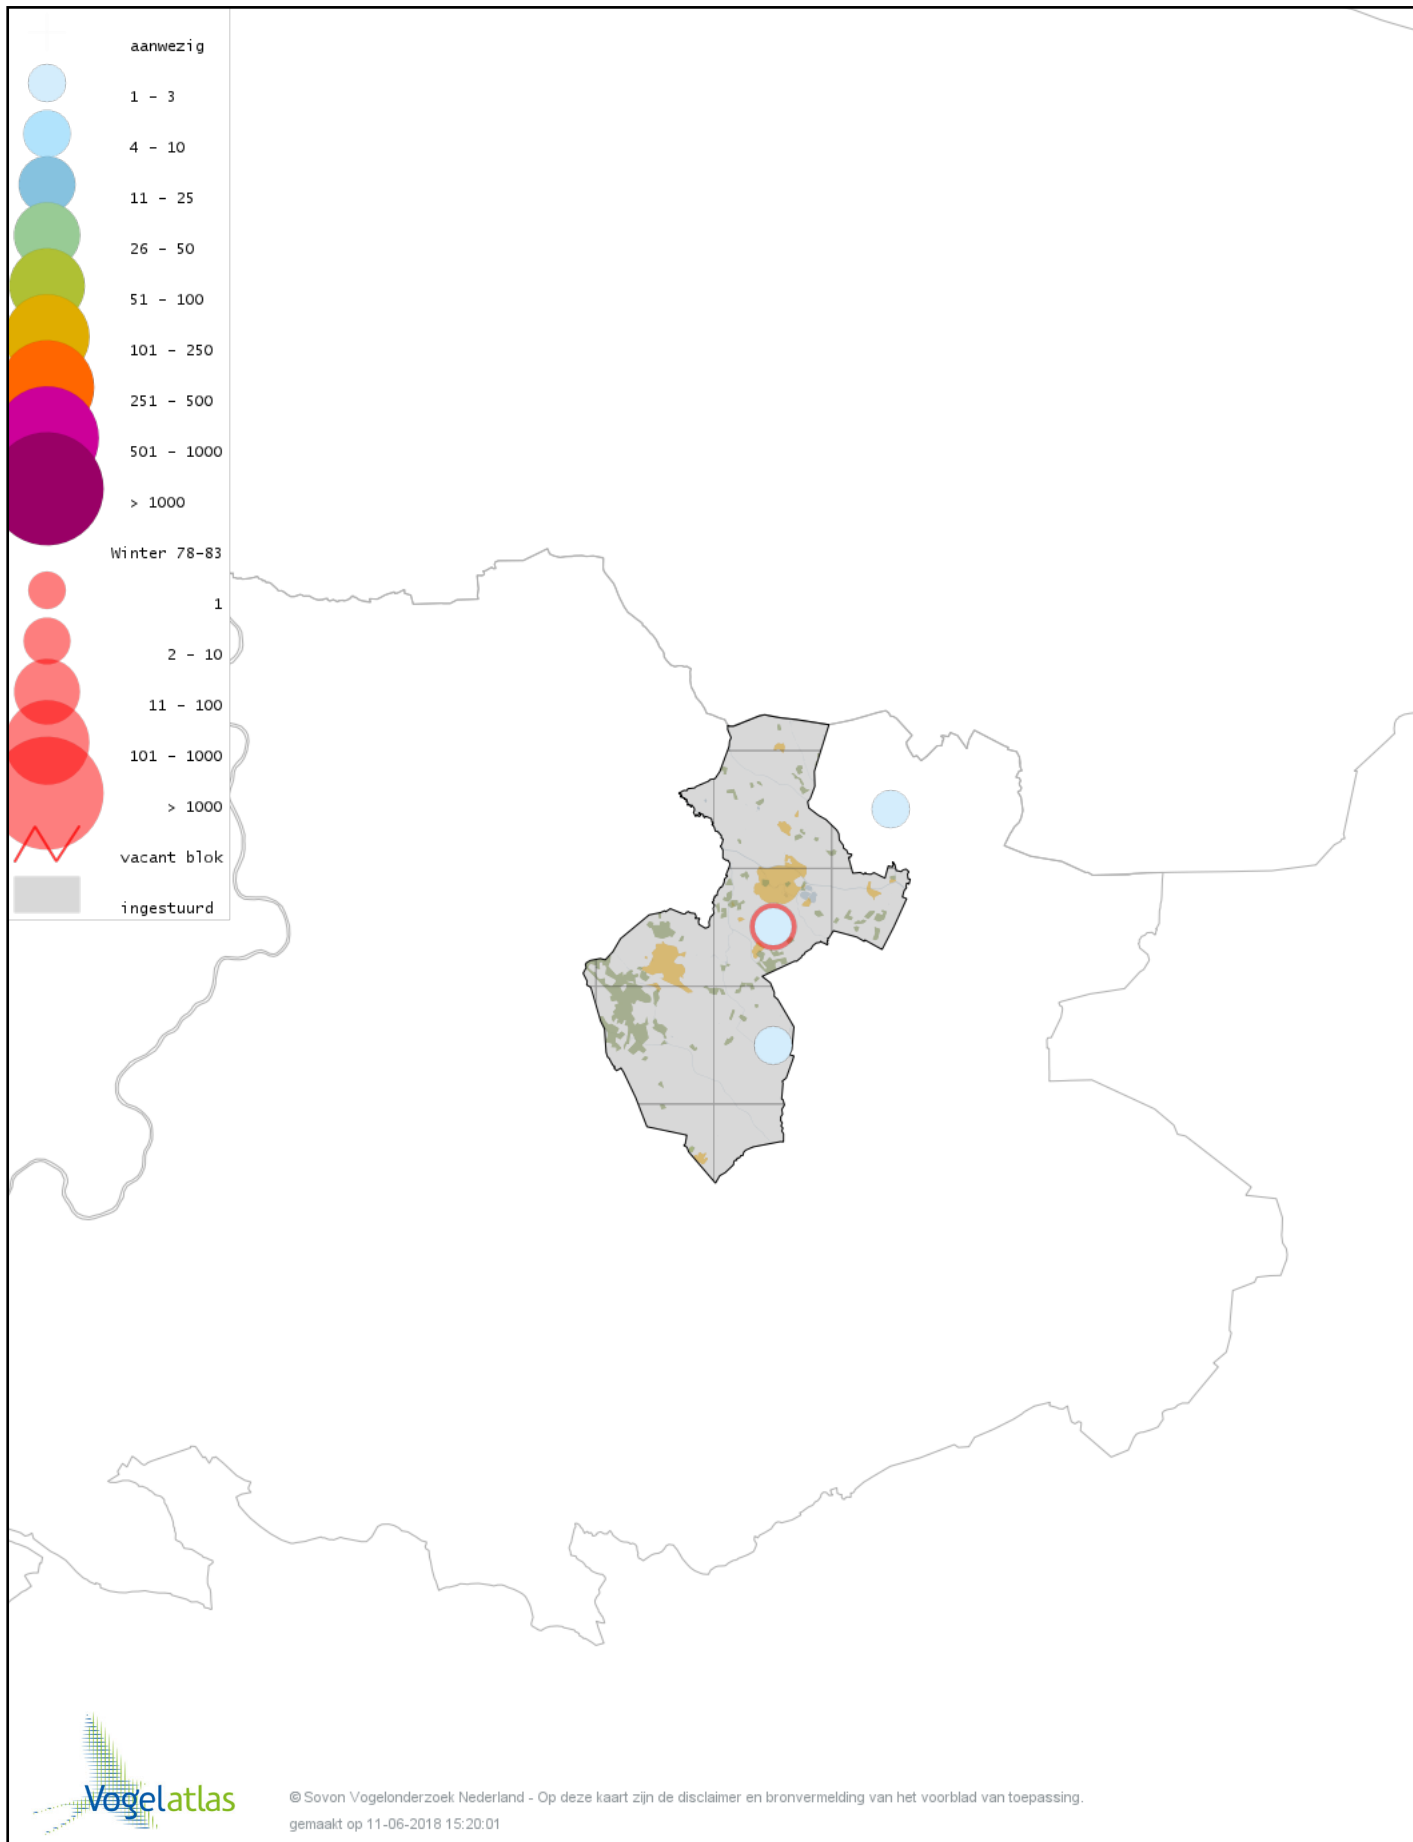 aanwezig
1 - 3
4 - 10
11 - 25
26 - 50
51 - 100
101 - 250
251 - 500
501 - 1000
> 1000
Winter 78-83
1
2 - 10
11 - 100
101 - 1000
> 1000
vacant blok
ingestuurd
Vogelatlas
© Sovon Vogelonderzoek Nederland - Op deze kaart zijn de disclaimer en bronvermelding van het voorblad van toepassing.
gemaakt op 11-06-2018 15:20:01